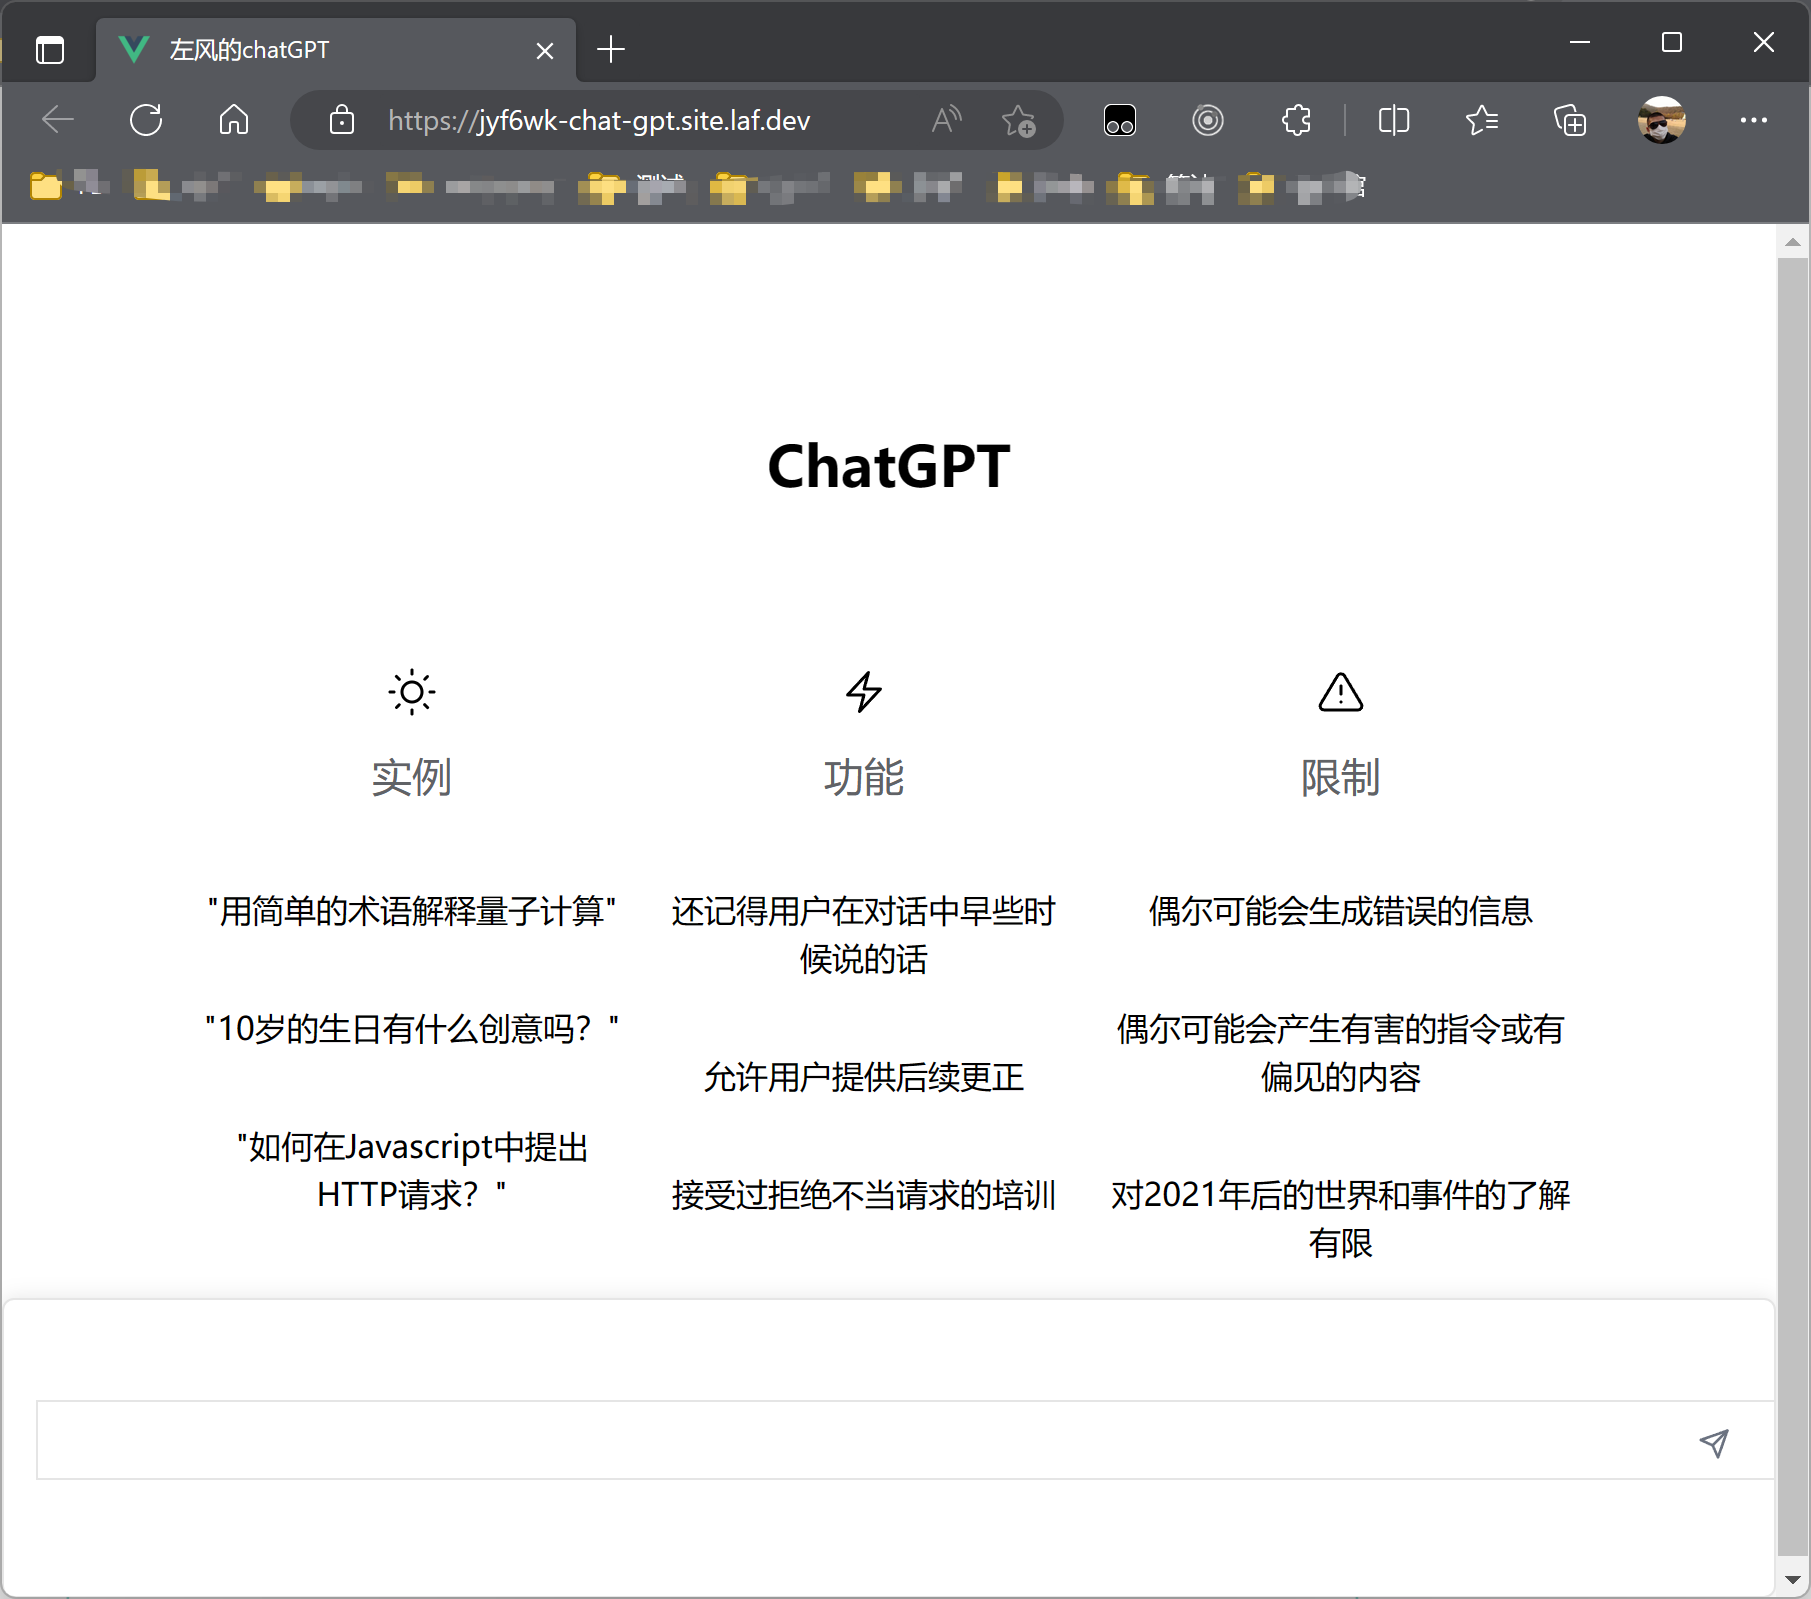 左风的chatGPT
https://jyf6wk-chat-gpt.site.laf.dev
ChatGPT
实例
功能
限制
"用简单的术语解释量子计算"
还记得用户在对话中早些时
候说的话
偶尔可能会生成错误的信息
"10岁的生日有什么创意吗？"
允许用户提供后续更正
偶尔可能会产生有害的指令或有
偏见的内容
"如何在Javascript中提出
HTTP请求？"
接受过拒绝不当请求的培训
对2021年后的世界和事件的了解
有限